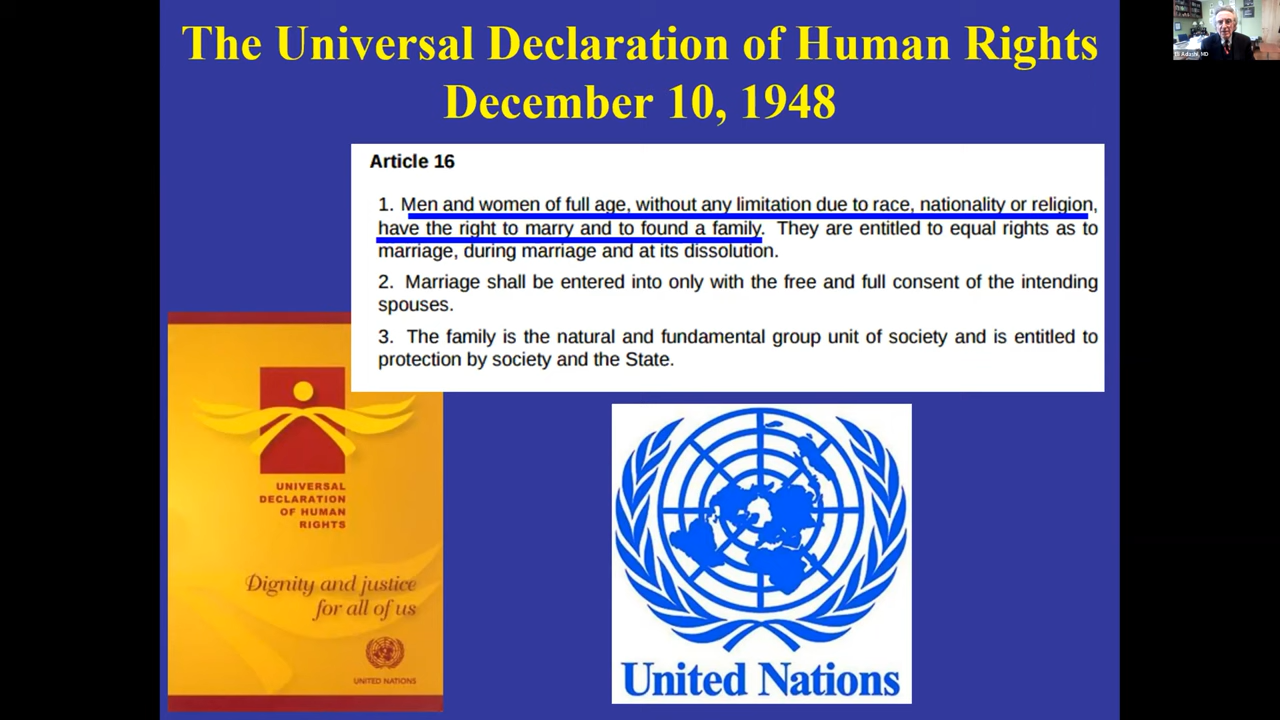 The Universal Declaration of Human Rights
December 10, 1948
Article 16
1. Men and women of full age, without any limitation due to race, nationality or religion,
have the right to marry and to found a family. They are entitled to equal rights as to
marriage, during marriage and at its dissolution.
2. Marriage shall be entered into only with the free and full consent of the intending
spouses.
3. The family is the natural and fundamental group unit of society and is entitled to
protection by society and the State.
UNIVERSAL
DECLARATION
OF HUMAN
RIGHTS
Dignity and justice
for all of us
UNITED NATIONS
United Nations
Adashi, MD